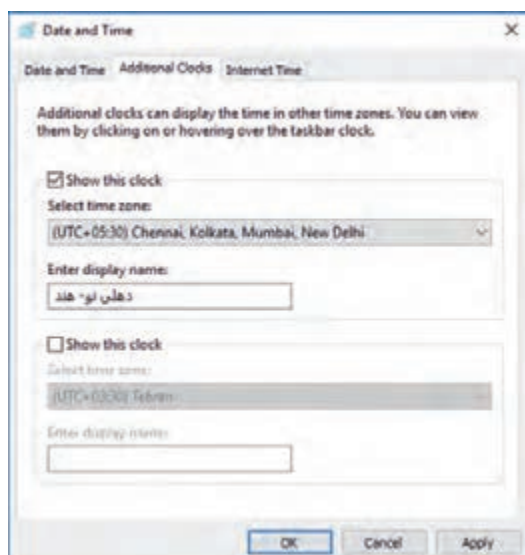 Date and Time
Date and Time Additional Clocks Internet Time
Additional clocks can display the time in other time zones. You can view
them by clicking on or hovering over the taskbar clock.
Show this clock
Select time zone:
(UTC+05:30) Chennai, Kolkata, Mumbai, New Delhi
Enter display name:
دهلی نو- هند
Show this clock
Select time zone:
(UTC+03:30) Tehran
Enter display name:
OK Cancel Apply